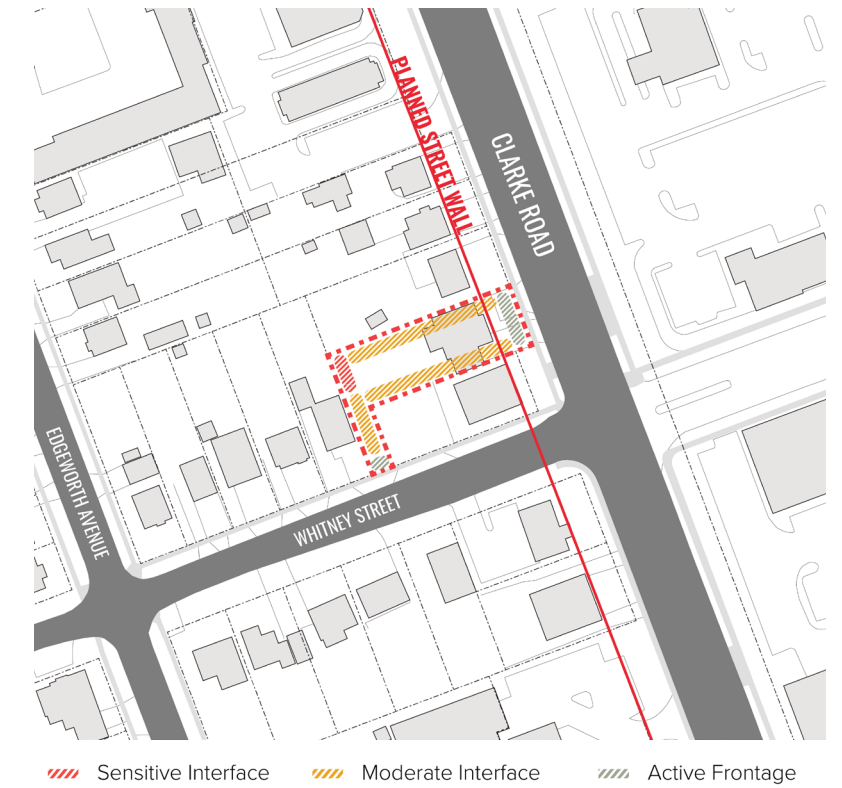 PLANNED STREET WALL
CLARKE ROAD
EDGEWORTH AVENUE
WHITNEY STREET
Sensitive Interface
Moderate Interface
Active Frontage